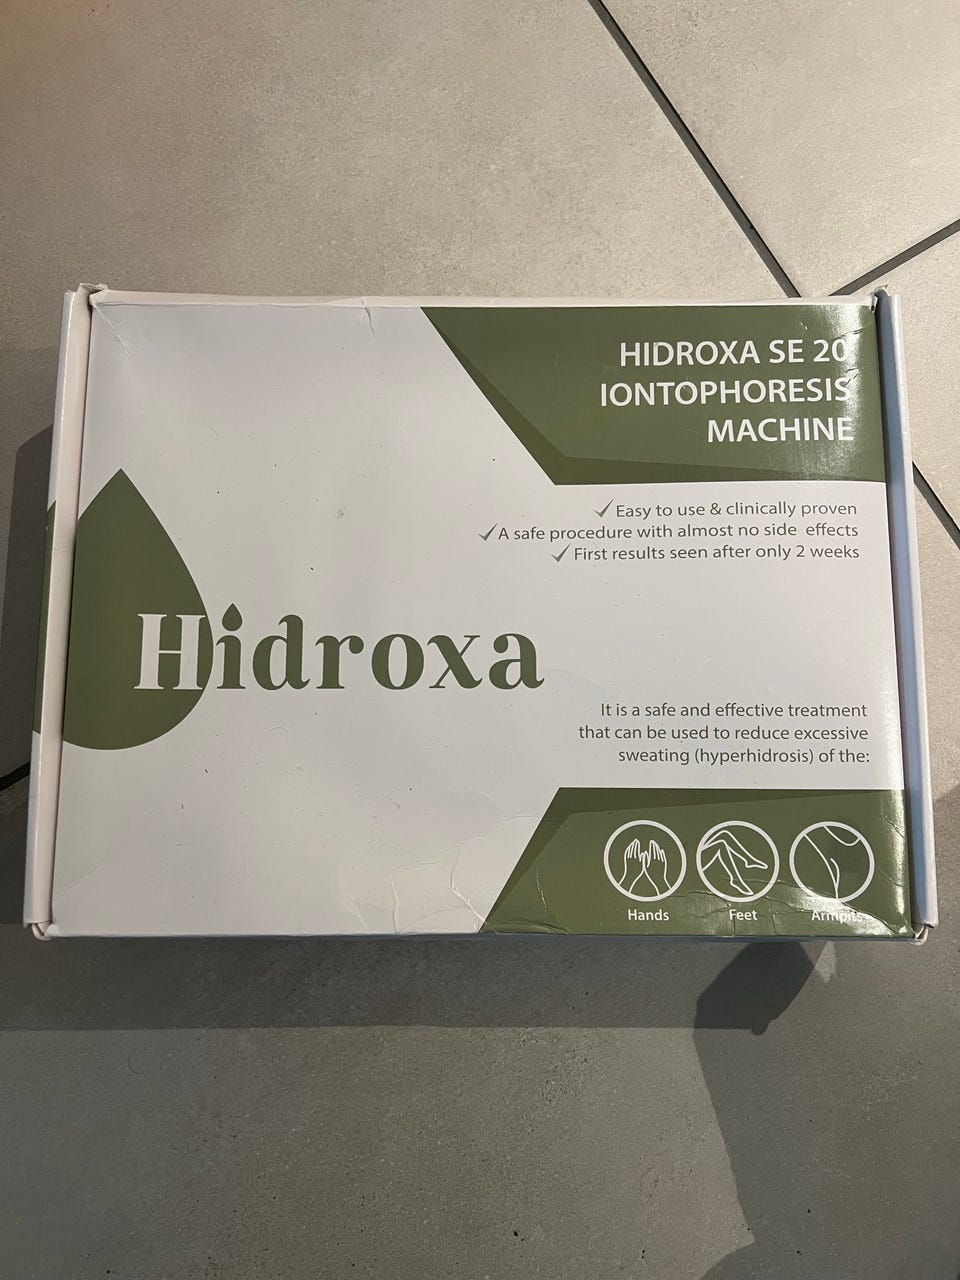 HIDROXA SE 20
IONTOPHORESIS
MACHINE
Easy to use & clinically proven
A safe procedure with almost no side effects
First results seen after only 2 weeks
Hidroxa
It is a safe and effective treatment
that can be used to reduce excessive
sweating (hyperhidrosis) of the:
Hands
Feet
Armpits